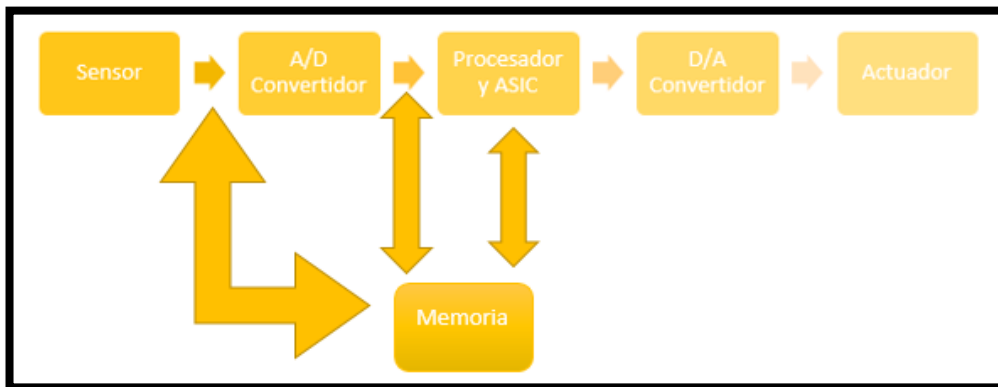 Sensor
A/D
Convertidor
Procesador
y ASIC
D/A
Convertidor
Actuador
Memoria